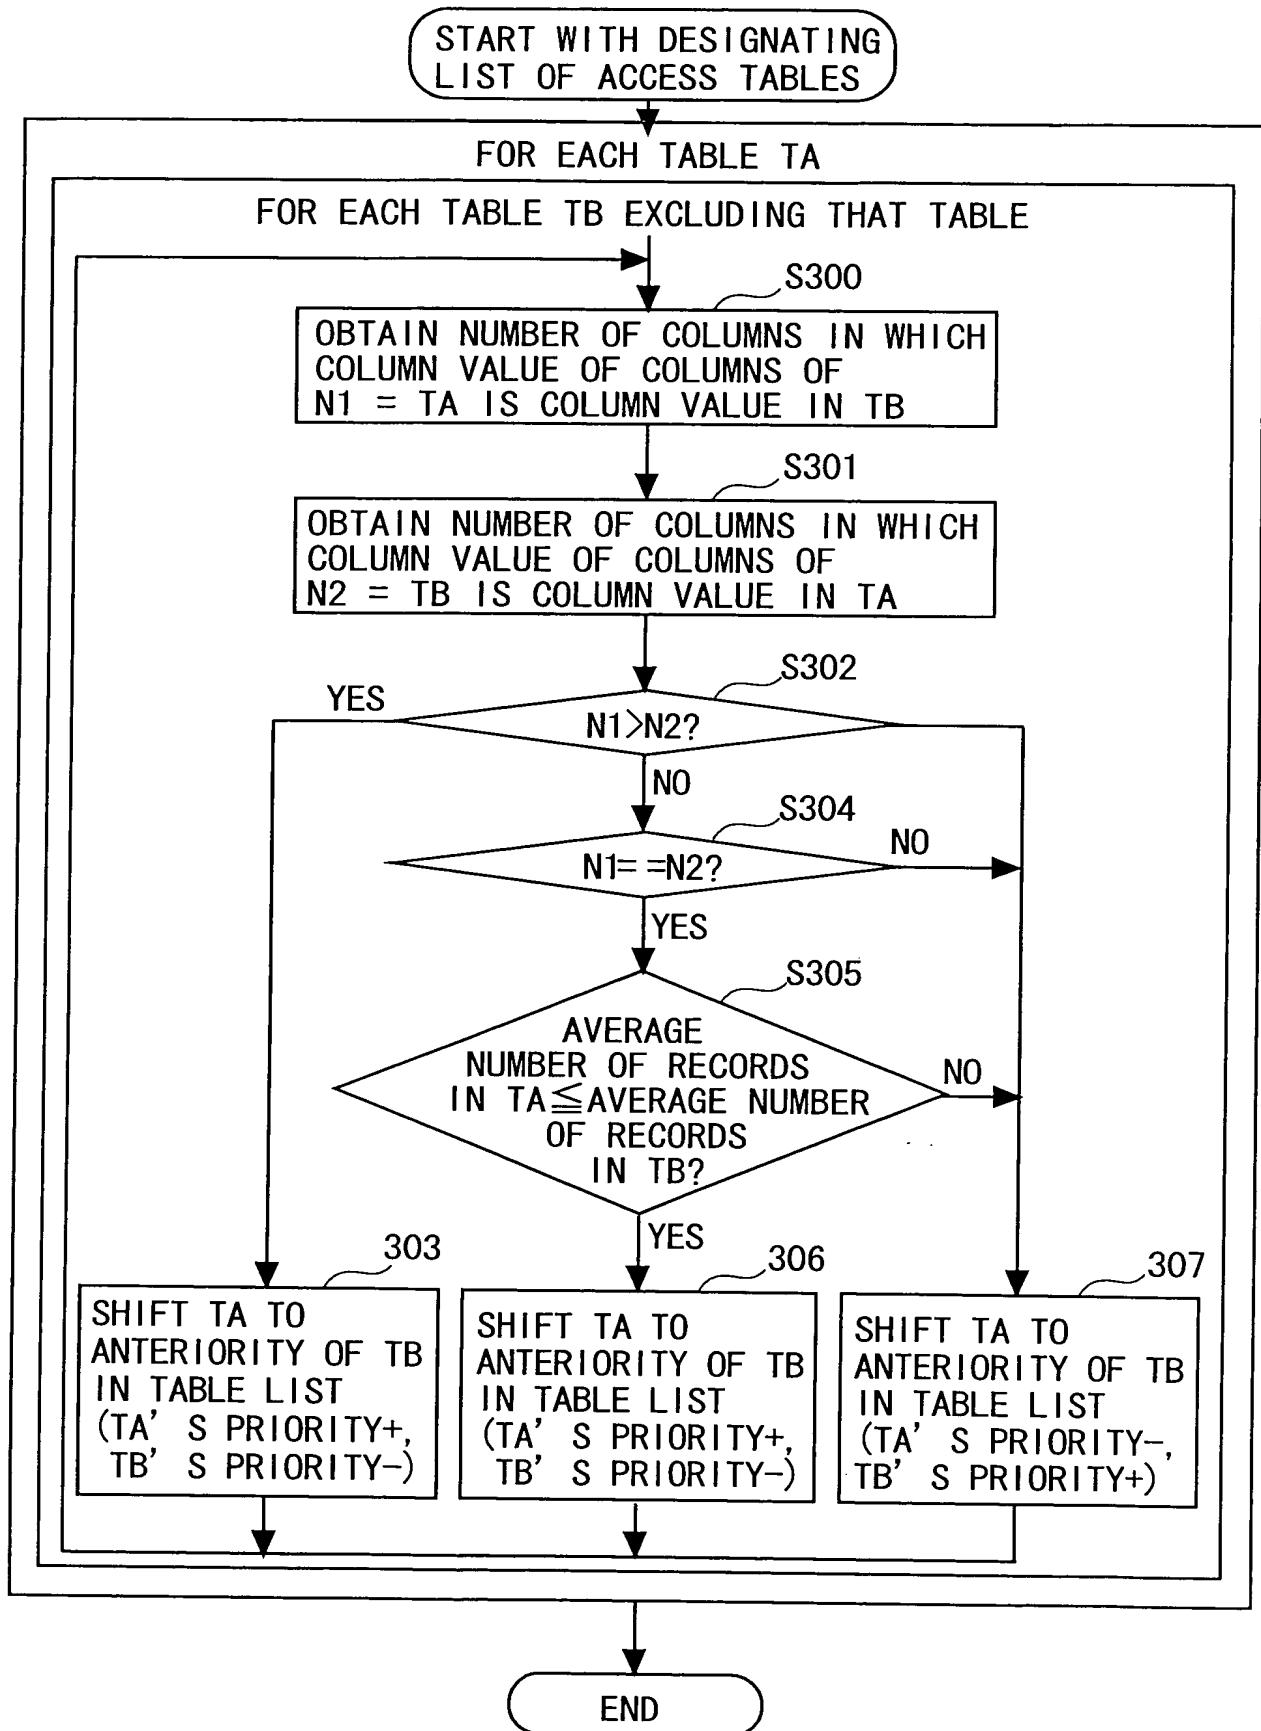 START WITH DESIGNATING
LIST OF ACCESS TABLES
FOR EACH TABLE TA
FOR EACH TABLE TB EXCLUDING THAT TABLE
S300
OBTAIN NUMBER OF COLUMNS IN WHICH
COLUMN VALUE OF COLUMNS OF
N1 = TA IS COLUMN VALUE IN TB
S301
OBTAIN NUMBER OF COLUMNS IN WHICH
COLUMN VALUE OF COLUMNS OF
N2 = TB IS COLUMN VALUE IN TA
S302
YES
N1>N2?
NO
S304
NO
N1= =N2?
YES
S305
AVERAGE
NUMBER OF RECORDS
IN TA≦AVERAGE NUMBER
OF RECORDS
IN TB?
NO
YES
303
SHIFT TA TO
ANTERIORITY OF TB
IN TABLE LIST
(TA' S PRIORITY+,
TB' S PRIORITY-)
306
SHIFT TA TO
ANTERIORITY OF TB
IN TABLE LIST
(TA' S PRIORITY+,
TB' S PRIORITY-)
307
SHIFT TA TO
ANTERIORITY OF TB
IN TABLE LIST
(TA' S PRIORITY-,
TB' S PRIORITY+)
END